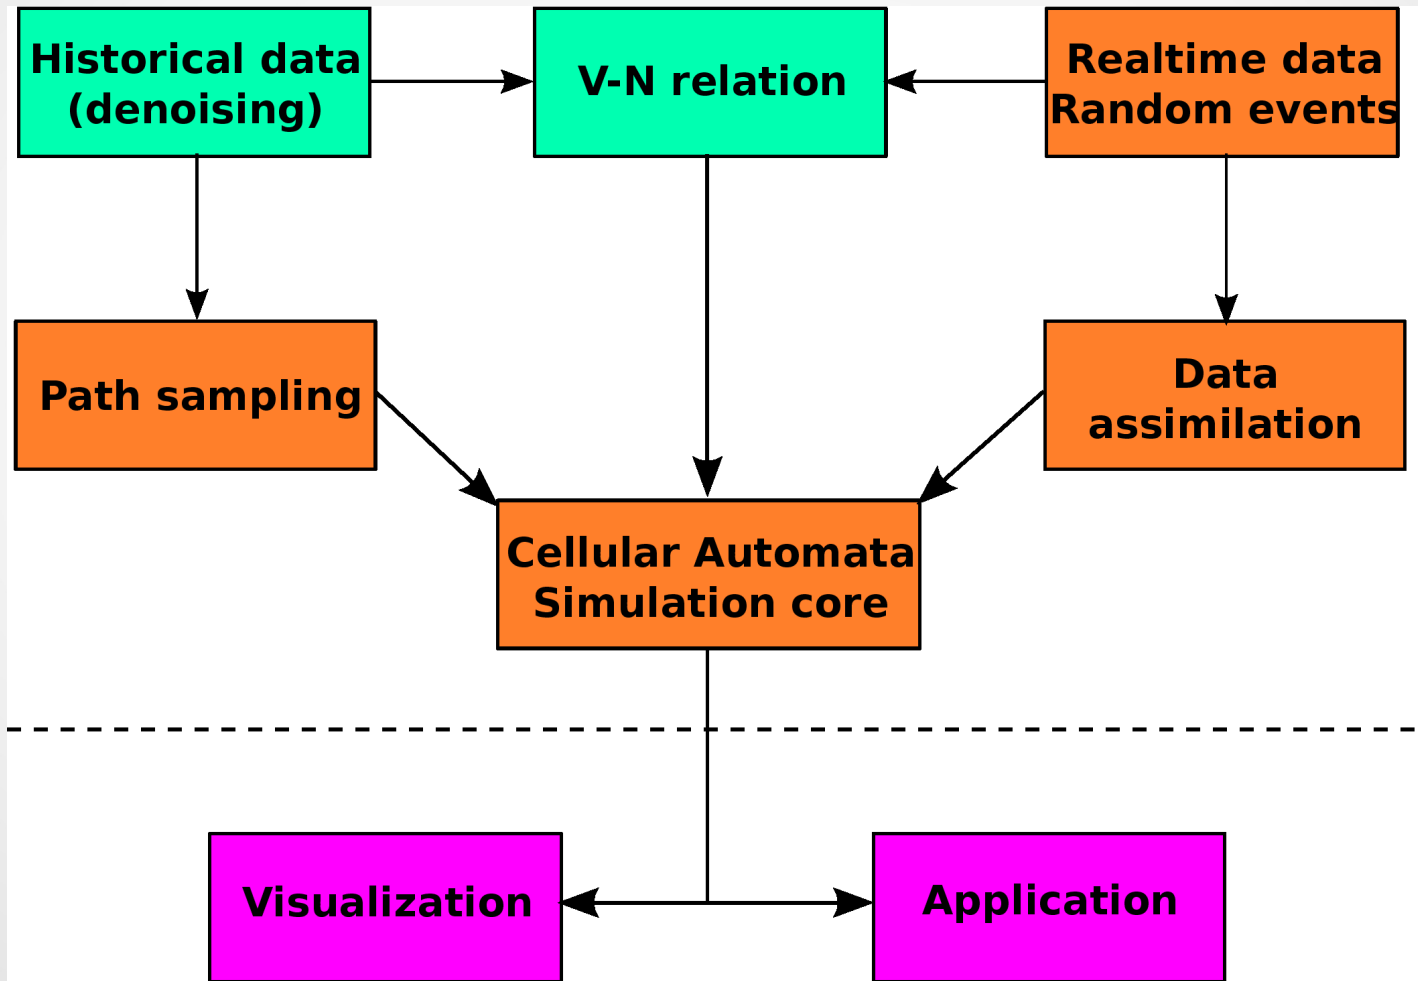 Historical data
(denoising)
V-N relation
Realtime data
Random events
Path sampling
Data
assimilation
Cellular Automata
Simulation core
Visualization
Application